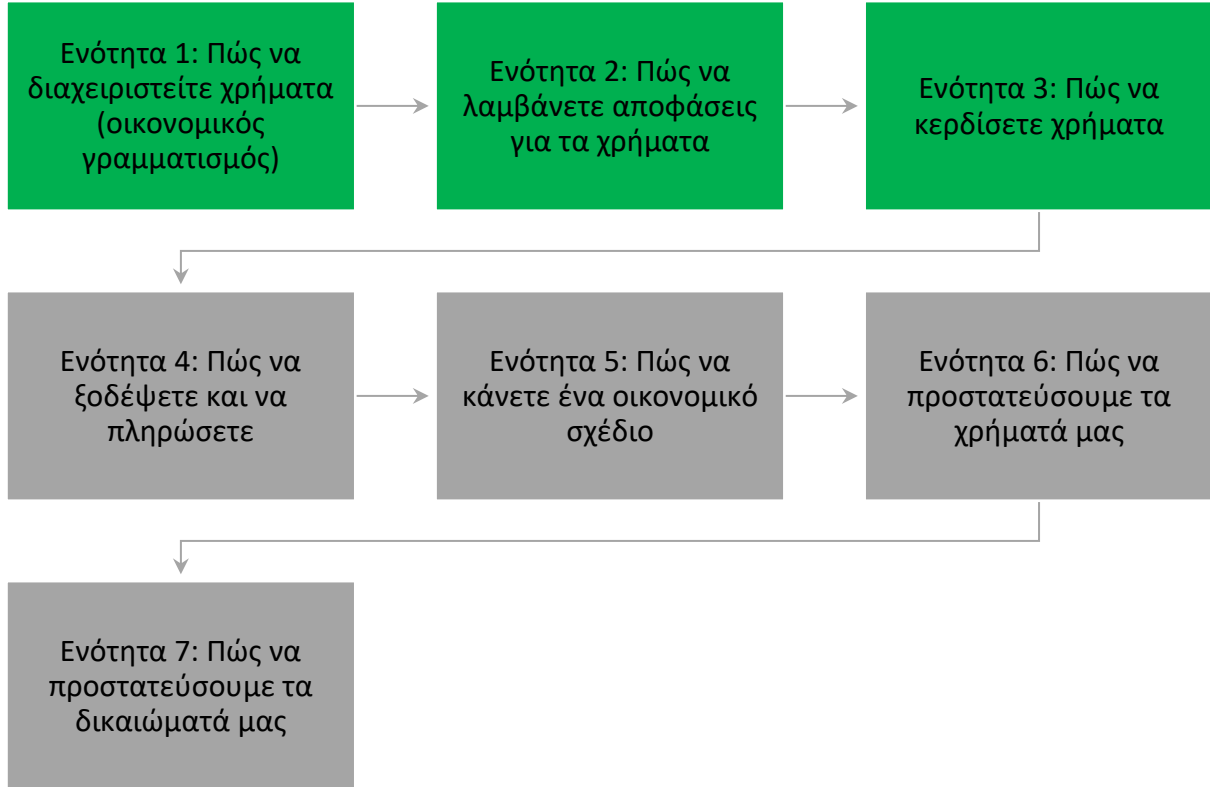 Ενότητα 1: Πώς να
διαχειριστείτε χρήματα
(οικονομικός
γραμματισμός)
Ενότητα 2: Πώς να
λαμβάνετε αποφάσεις
για τα χρήματα
Ενότητα 3: Πώς να
κερδίσετε χρήματα
Ενότητα 4: Πώς να
ξοδέψετε και να
πληρώσετε
Ενότητα 5: Πώς να
κάνετε ένα οικονομικό
σχέδιο
Ενότητα 6: Πώς να
προστατεύσουμε τα
χρήματά μας
Ενότητα 7: Πώς να
προστατεύσουμε τα
δικαιώματά μας